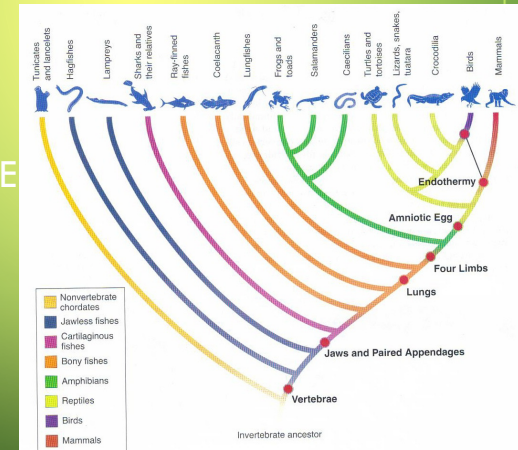 Tunicates
and lancelets
Hagfishes
Lampreys
Sharks and
their relatives
Ray-finned
fishes
Coelacanth
Lungfishes
Frogs and
toads
Salamanders
Caecilians
Turtles and
tortoises
Lizards, snakes,
tuatara
Crocodilia
Birds
Mammals
E
Endothermy
Amniotic Egg
Four Limbs
Lungs
Jaws and Paired Appendages
Vertebrae
Nonvertebrate
chordates
Jawless fishes
Cartilaginous
fishes
Bony fishes
Amphibians
Reptiles
Birds
Mammals
Invertebrate ancestor